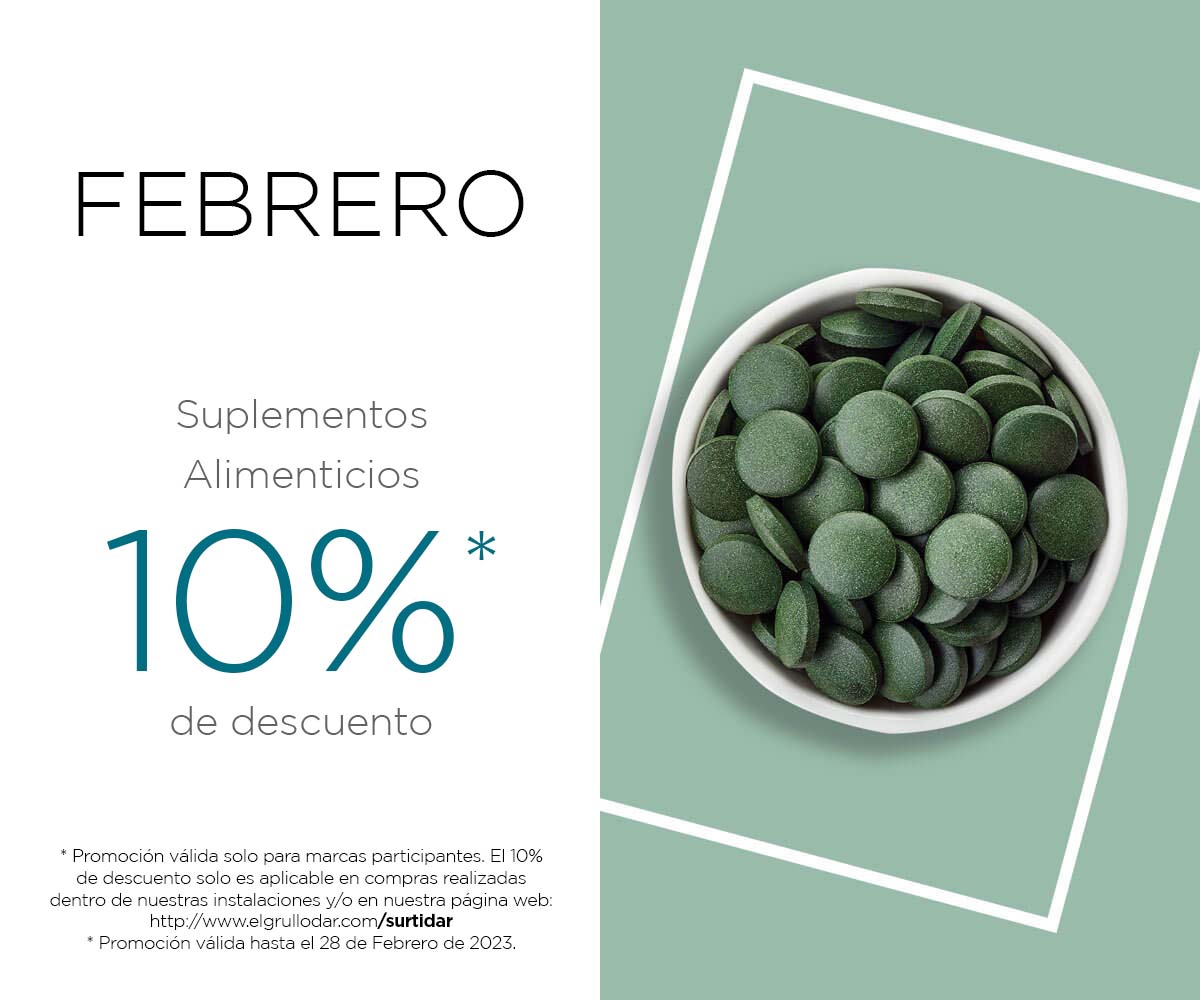 FEBRERO
Suplementos
Alimenticios
10%*
de descuento
* Promoción válida solo para marcas participantes. El 10%
de descuento solo es aplicable en compras realizadas
dentro de nuestras instalaciones y/o en nuestra página web:
http://www.elgrullodar.com/surtidar
* Promoción válida hasta el 28 de Febrero de 2023.